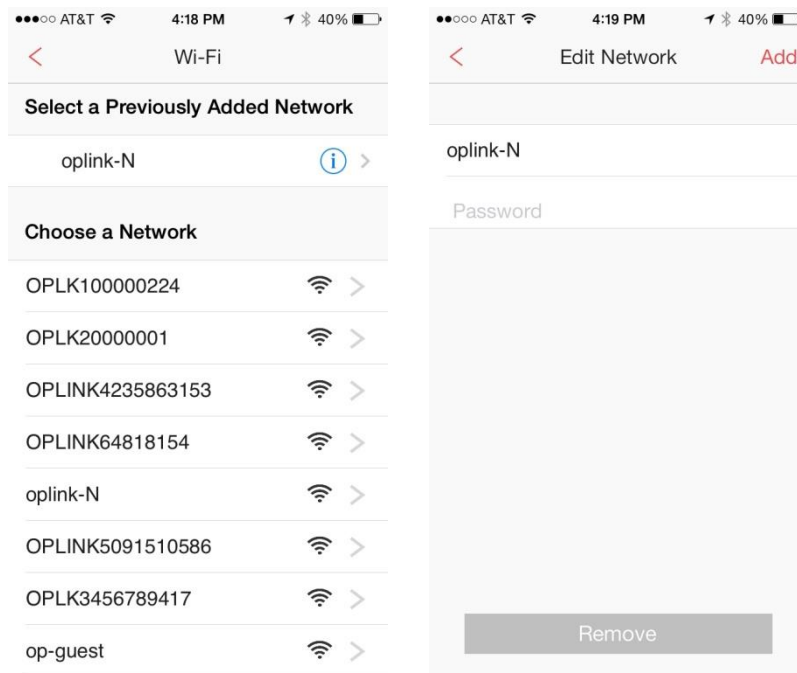 AT&T 4:18 PM 40%
Wi-Fi
Select a Previously Added Network
oplink-N
Choose a Network
OPLK100000224
OPLK20000001
OPLINK4235863153
OPLINK64818154
oplink-N
OPLINK5091510586
OPLK3456789417
op-guest
AT&T 4:19 PM 40%
Edit Network Add
oplink-N
Password
Remove